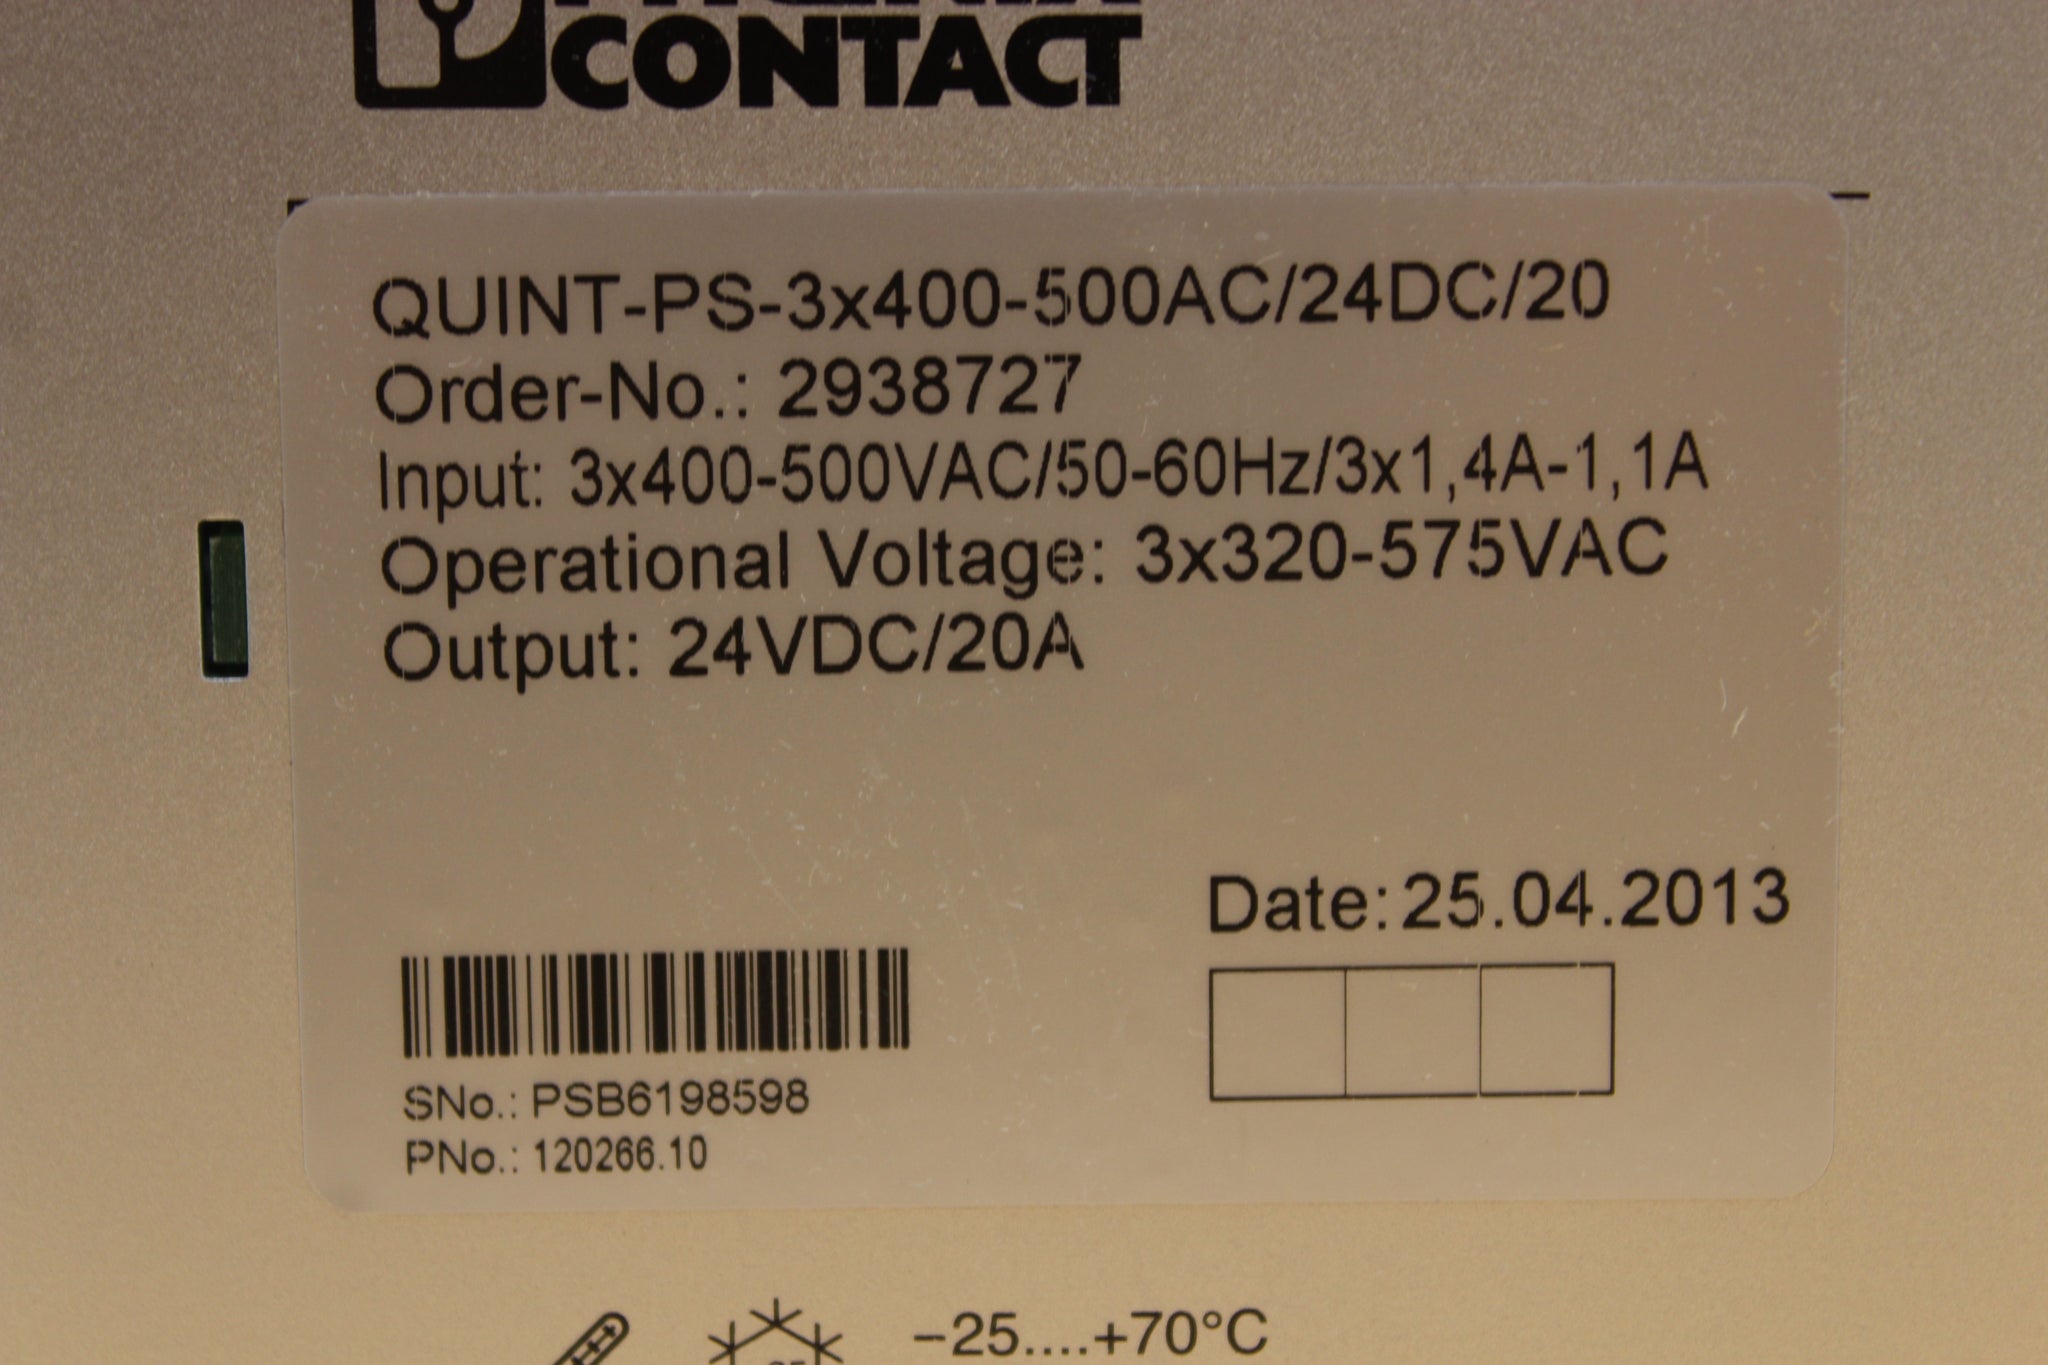 PHOENIX
CONTACT
QUINT-PS-3x400-500AC/24DC/20
Order-No.: 2938727
Input: 3x400-500VAC/50-60Hz/3x1,4A-1,1A
Operational Voltage: 3x320-575VAC
Output: 24VDC/20A
Date: 25.04.2013
SNo.: PSB6198598
PNo.: 120266.10
-25....+70°C